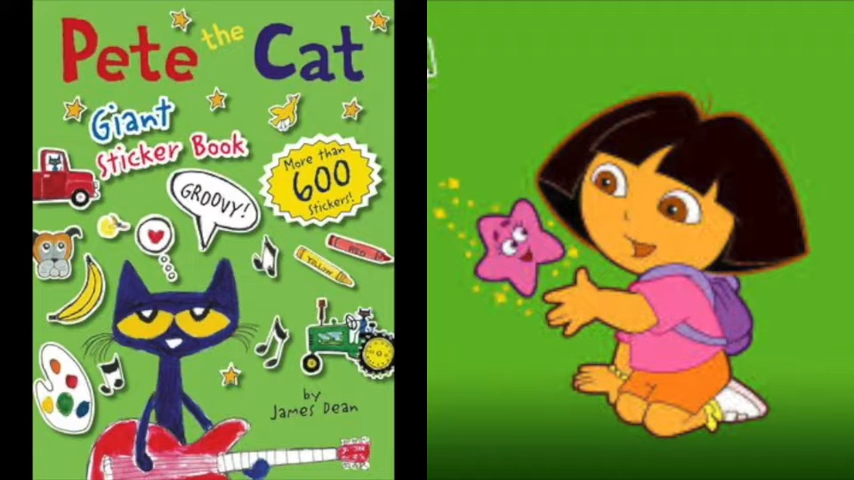 Pete the Cat
Giant
Sticker Book
More than
600
Stickers!
GROOVY!
RED
YELLOW
by
James Dean